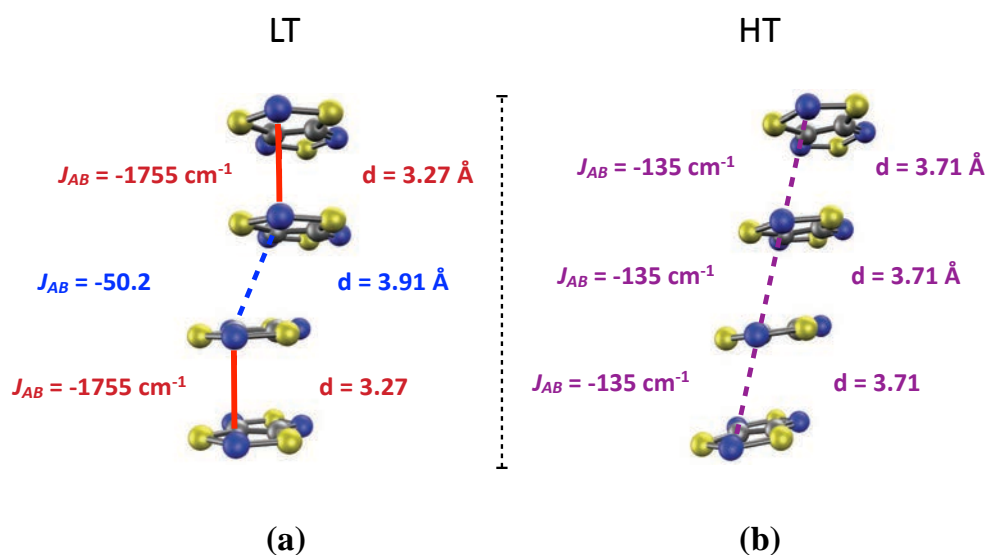 LT
HT
J_AB = -1755 cm⁻¹
d = 3.27 Å
J_AB = -135 cm⁻¹
d = 3.71 Å
J_AB = -50.2
d = 3.91 Å
J_AB = -135 cm⁻¹
d = 3.71 Å
J_AB = -1755 cm⁻¹
d = 3.27
J_AB = -135 cm⁻¹
d = 3.71
(a)
(b)